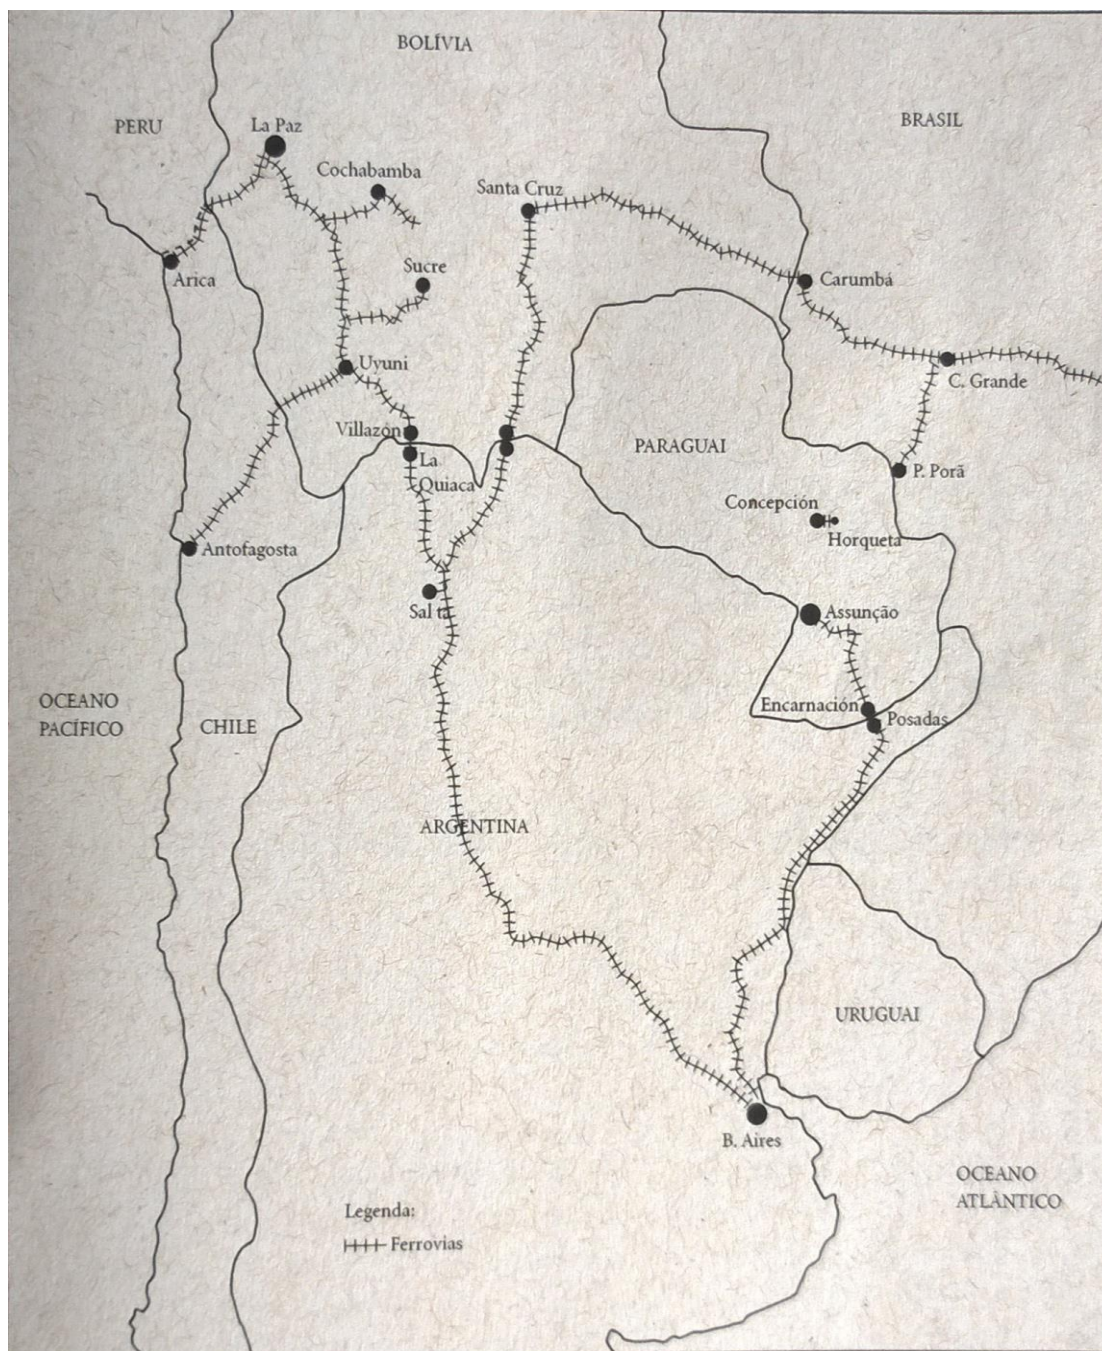 BOLÍVIA
PERU
BRASIL
La Paz
Cochabamba
Santa Cruz
Arica
Sucre
Carumbá
Uyuni
C. Grande
Villazón
PARAGUAI
La
Quiaca
P. Porã
Concepción
Horqueta
Antofagosta
Salta
Assunção
OCEANO
PACÍFICO
CHILE
Encarnación
Posadas
ARGENTINA
URUGUAI
B. Aires
OCEANO
ATLÂNTICO
Legenda:
Ferrovias